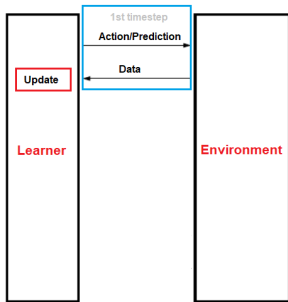 1st timestep
Action/Prediction
Data
Update
Learner
Environment